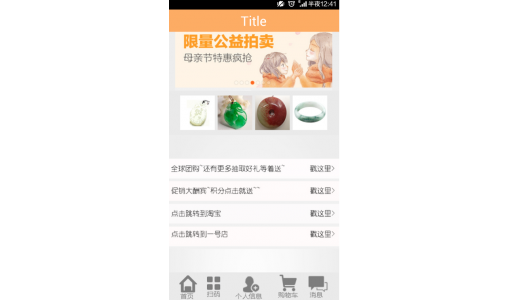 半夜12:41
Title
限量公益拍卖
母亲节特惠疯抢
全球团购~还有更多抽取好礼等着送~ 戳这里>
促销大酬宾~积分点击就送~~ 戳这里>
点击跳转到淘宝 戳这里>
点击跳转到一号店 戳这里>
首页 扫码 个人信息 购物车 消息